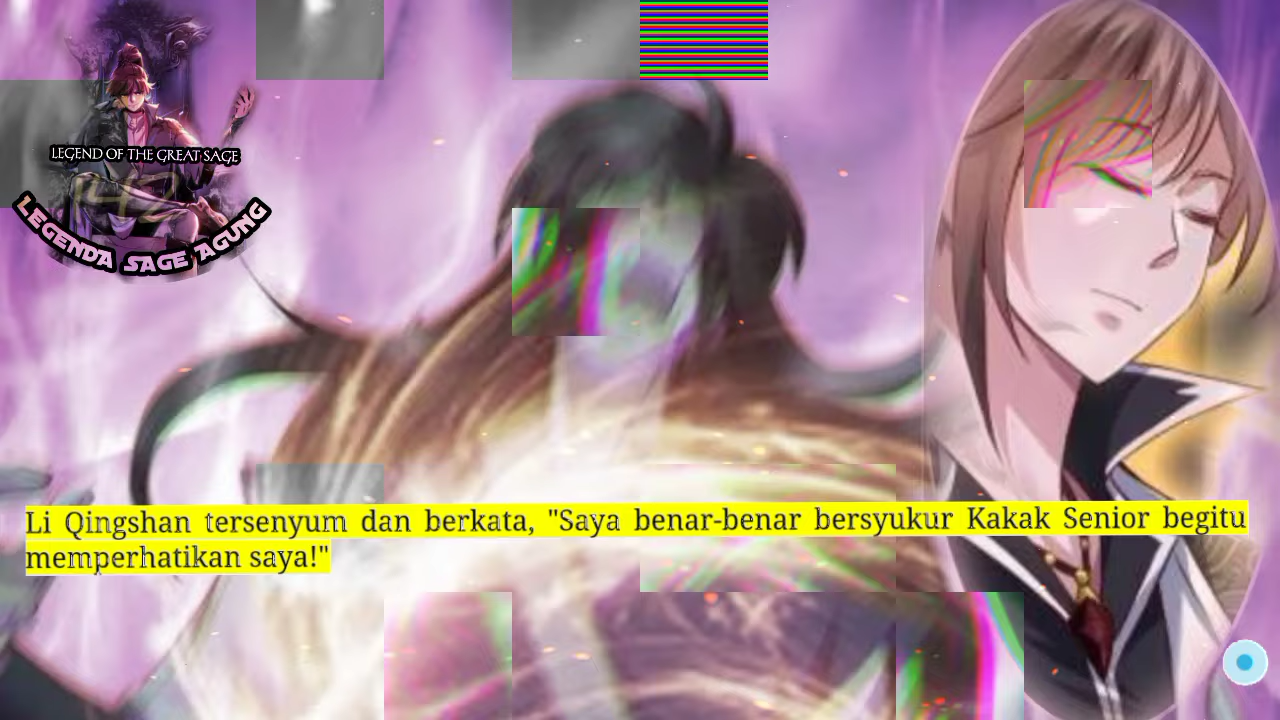 LEGEND OF THE GREAT SAGE
142
LEGENDA SAGE AGUNG
Li Qingshan tersenyum dan berkata, "Saya benar-benar bersyukur Kakak Senior begitu
memperhatikan saya!"